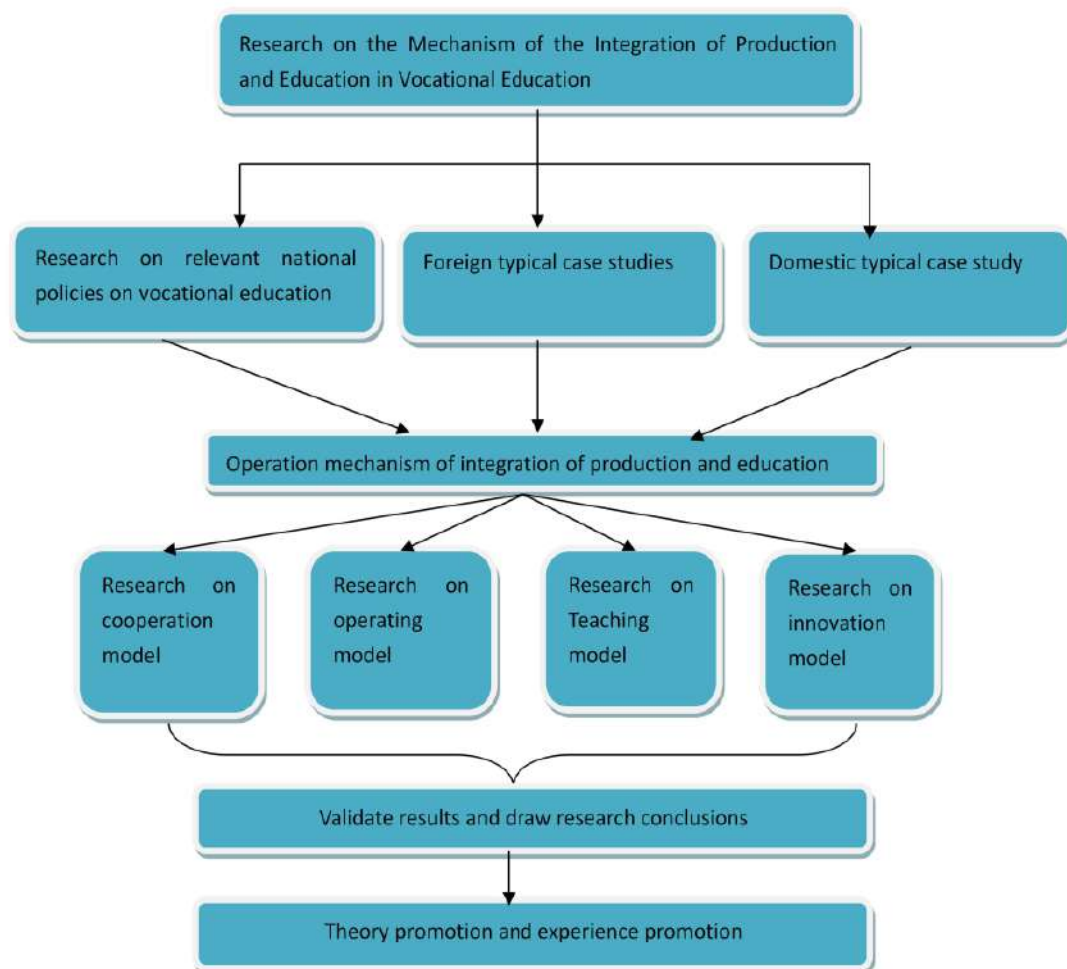 Research on the Mechanism of the Integration of Production
and Education in Vocational Education
Research on relevant national
policies on vocational education
Foreign typical case studies
Domestic typical case study
Operation mechanism of integration of production and education
Research on
cooperation
model
Research on
operating
model
Research on
Teaching
model
Research on
innovation
model
Validate results and draw research conclusions
Theory promotion and experience promotion